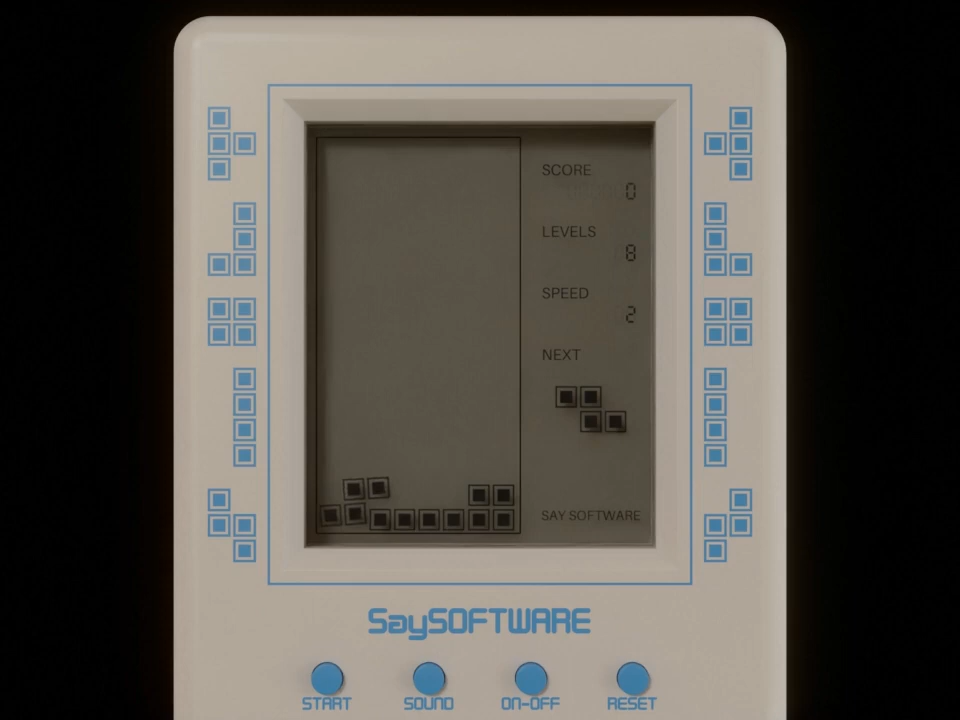 SCORE
0
LEVELS
8
SPEED
2
NEXT
SAY SOFTWARE
SaySOFTWARE
START SOUND ON-OFF RESET